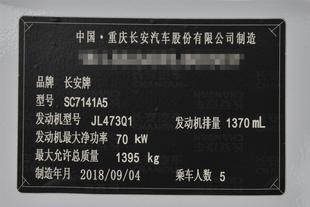 中国·重庆长安汽车股份有限公司制造
品牌 长安牌
型号 SC7141A5
发动机型号 JL473Q1 发动机排量 1370 mL
发动机最大净功率 70 kW
最大允许总质量 1395 kg
制造年月 2018/09/04 乘车人数 5